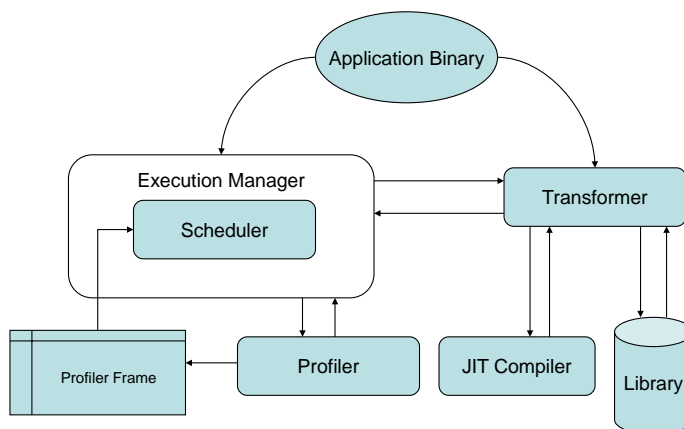 Application Binary
Execution Manager
Transformer
Scheduler
Profiler Frame
Profiler
JIT Compiler
Library